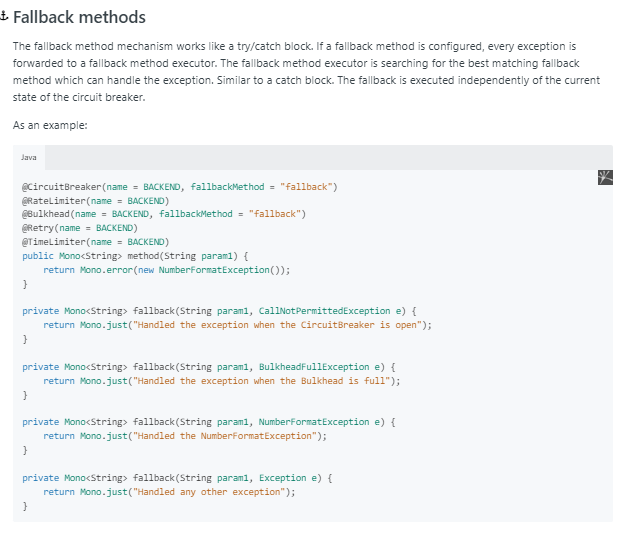 Fallback methods
The fallback method mechanism works like a try/catch block. If a fallback method is configured, every exception is
forwarded to a fallback method executor. The fallback method executor is searching for the best matching fallback
method which can handle the exception. Similar to a catch block. The fallback is executed independently of the current
state of the circuit breaker.
As an example:
Java
@CircuitBreaker(name = BACKEND, fallbackMethod = "fallback")
@RateLimiter(name = BACKEND)
@Bulkhead(name = BACKEND, fallbackMethod = "fallback")
@Retry(name = BACKEND)
@TimeLimiter(name = BACKEND)
public Mono<String> method(String param1) {
    return Mono.error(new NumberFormatException());
}
private Mono<String> fallback(String param1, CallNotPermittedException e) {
    return Mono.just("Handled the exception when the CircuitBreaker is open");
}
private Mono<String> fallback(String param1, BulkheadFullException e) {
    return Mono.just("Handled the exception when the Bulkhead is full");
}
private Mono<String> fallback(String param1, NumberFormatException e) {
    return Mono.just("Handled the NumberFormatException");
}
private Mono<String> fallback(String param1, Exception e) {
    return Mono.just("Handled any other exception");
}